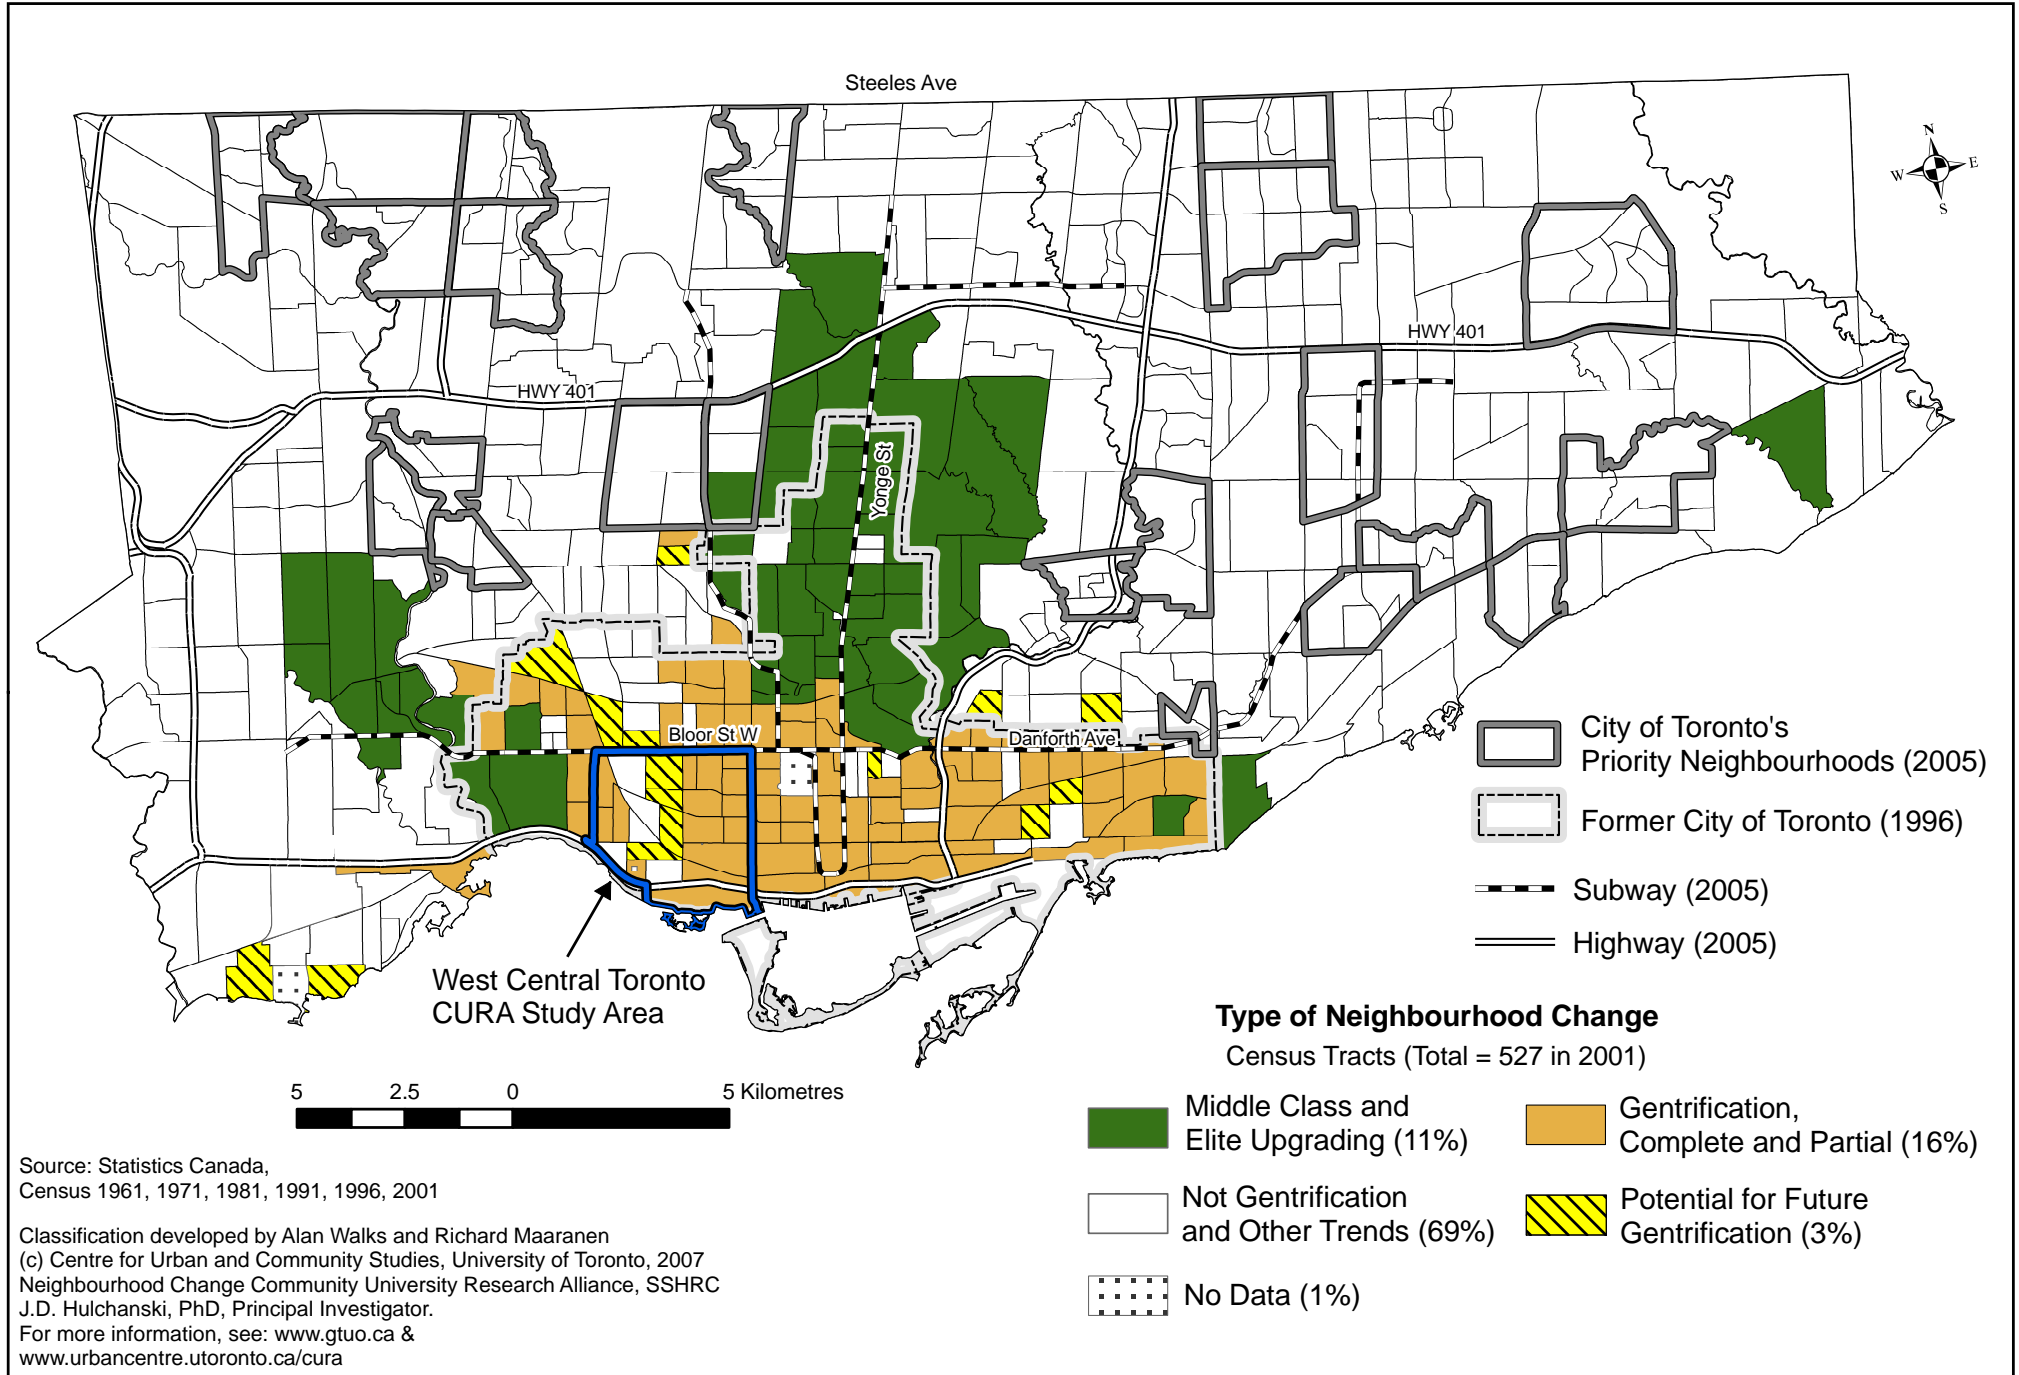 Steeles Ave
N
W
E
S
HWY 401
HWY 401
Yonge St
Bloor St W
Danforth Ave
City of Toronto's
Priority Neighbourhoods (2005)
Former City of Toronto (1996)
Subway (2005)
Highway (2005)
West Central Toronto
CURA Study Area
Type of Neighbourhood Change
Census Tracts (Total = 527 in 2001)
Middle Class and
Elite Upgrading (11%)
Gentrification,
Complete and Partial (16%)
Not Gentrification
and Other Trends (69%)
Potential for Future
Gentrification (3%)
No Data (1%)
5 2.5 0 5 Kilometres
Source: Statistics Canada,
Census 1961, 1971, 1981, 1991, 1996, 2001
Classification developed by Alan Walks and Richard Maaranen
(c) Centre for Urban and Community Studies, University of Toronto, 2007
Neighbourhood Change Community University Research Alliance, SSHRC
J.D. Hulchanski, PhD, Principal Investigator.
For more information, see: www.gtuo.ca &
www.urbancentre.utoronto.ca/cura